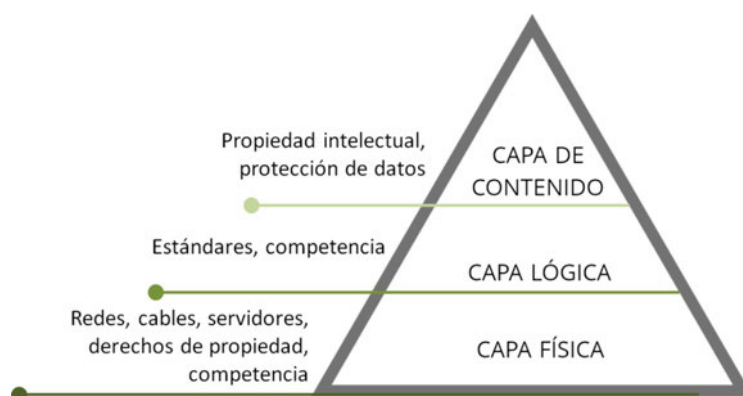 Propiedad intelectual,
protección de datos
CAPA DE
CONTENIDO
Estándares, competencia
CAPA LÓGICA
Redes, cables, servidores,
derechos de propiedad,
competencia
CAPA FÍSICA